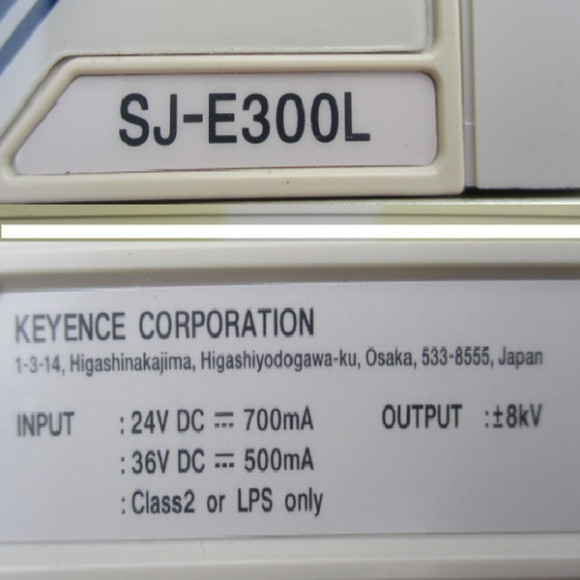 SJ-E300L
KEYENCE CORPORATION
1-3-14, Higashinakajima, Higashiyodogawa-ku, Osaka, 533-8555, Japan
INPUT : 24V DC ⎓ 700mA OUTPUT : ±8kV
: 36V DC ⎓ 500mA
: Class2 or LPS only